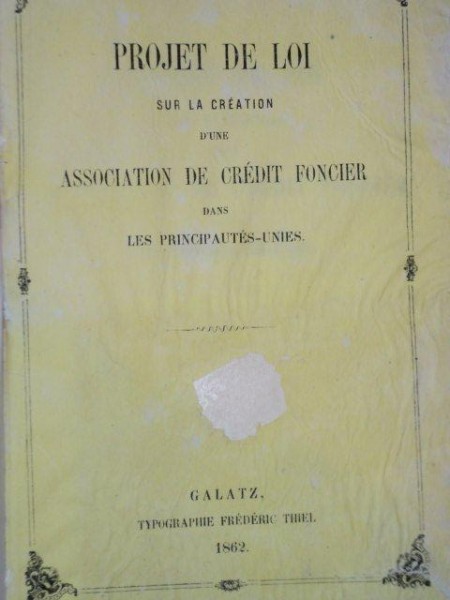 PROJET DE LOI
SUR LA CRÉATION
D'UNE
ASSOCIATION DE CRÉDIT FONCIER
DANS
LES PRINCIPAUTÉS-UNIES.
GALATZ,
TYPOGRAPHIE FRÉDÉRIC THIEL
1862.